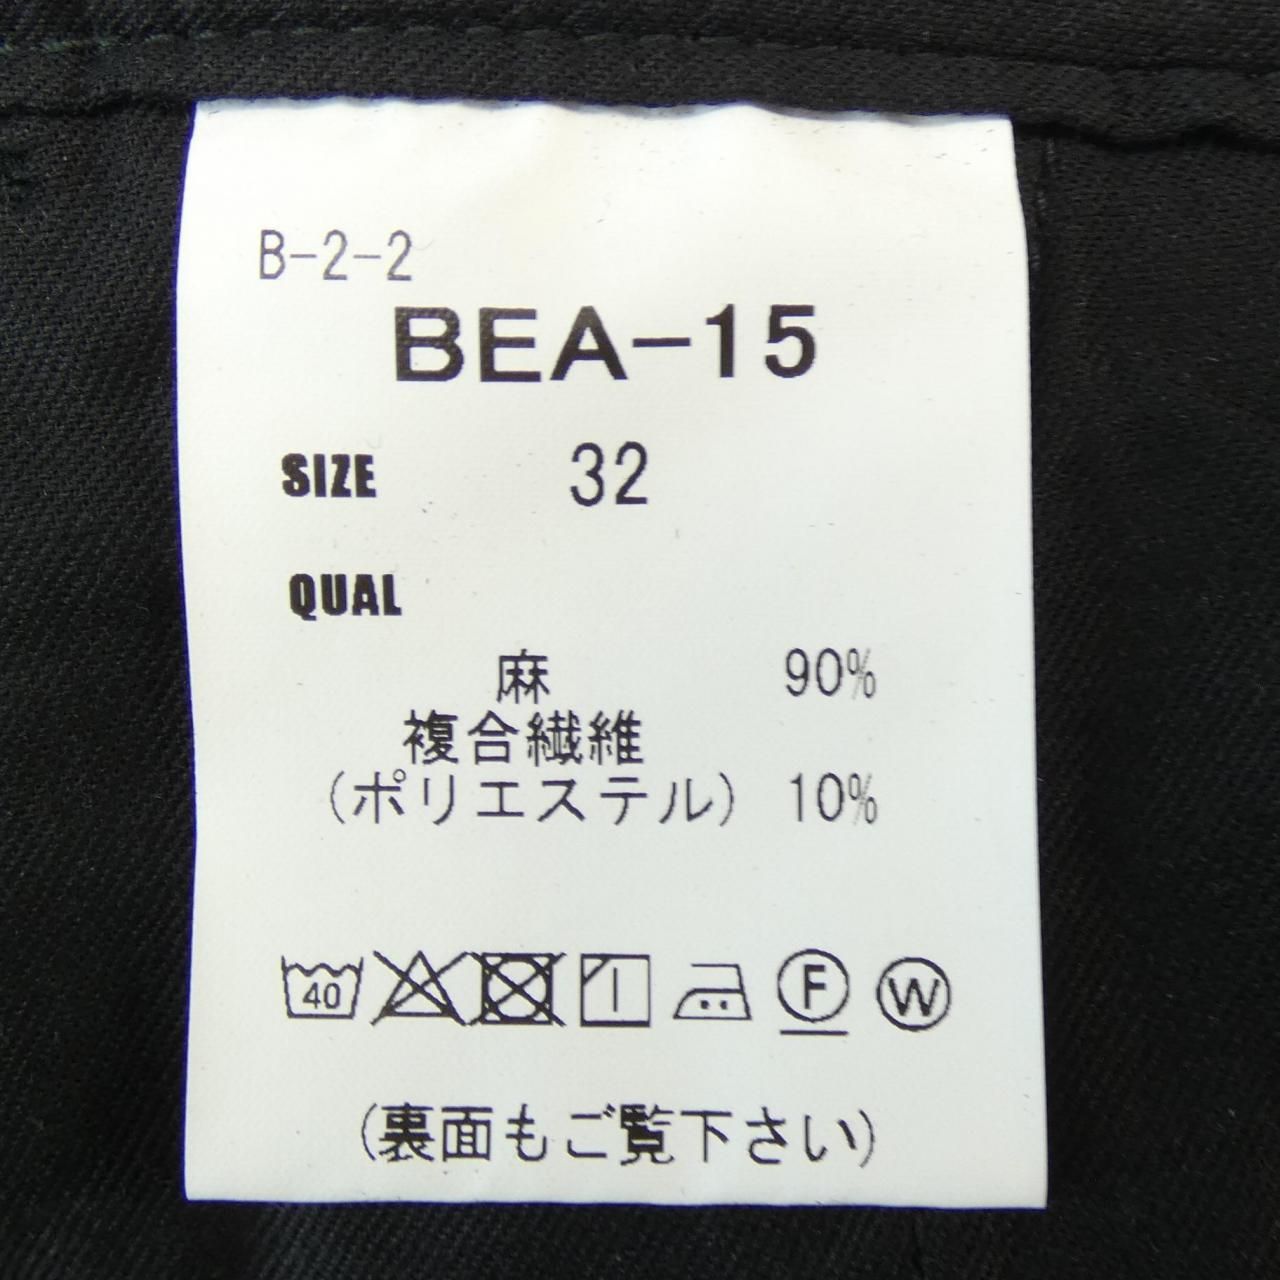 B-2-2
BEA-15
SIZE 32
QUAL
麻 90%
複合繊維
(ポリエステル) 10%
40 F W
(裏面もご覧下さい)